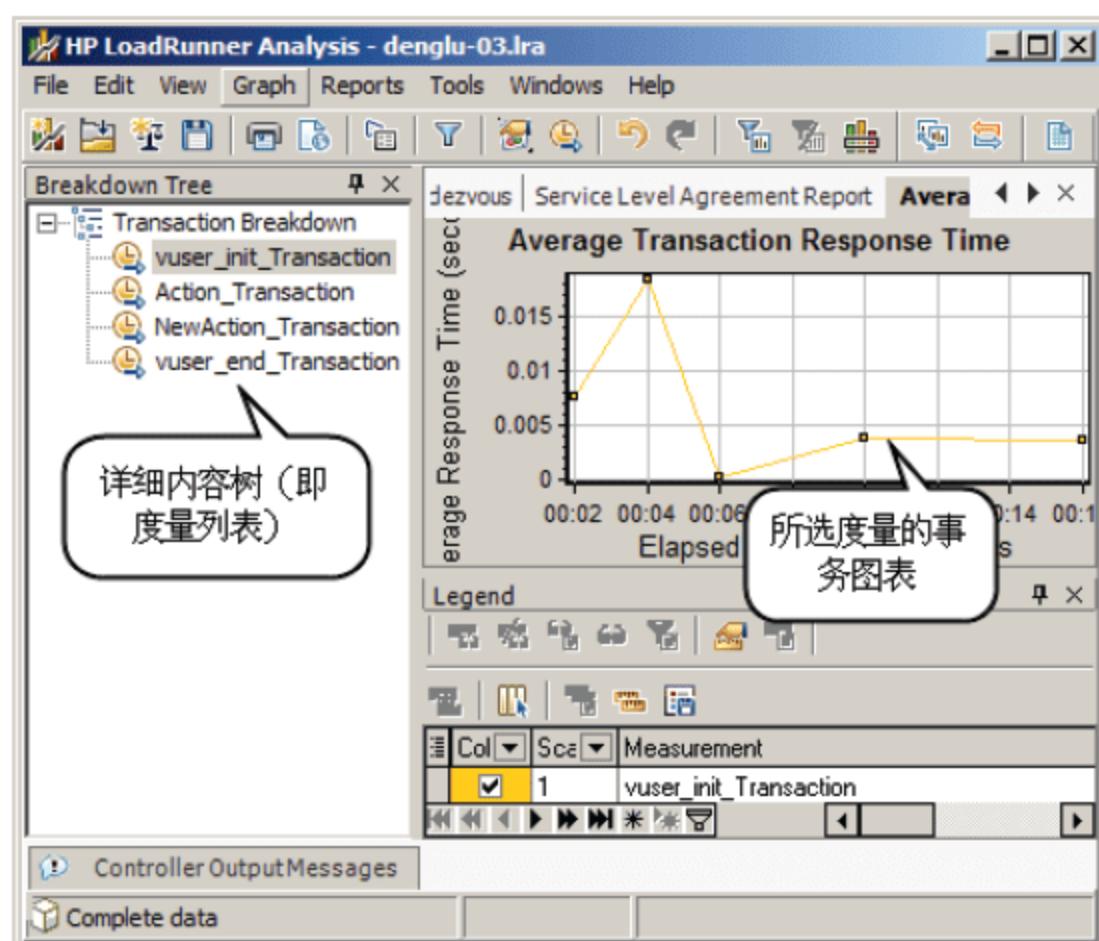 HP LoadRunner Analysis - denglu-03.lra
File Edit View Graph Reports Tools Windows Help
Breakdown Tree
Transaction Breakdown
vuser_init_Transaction
Action_Transaction
NewAction_Transaction
vuser_end_Transaction
详细内容树（即
度量列表）
dezvous Service Level Agreement Report Avera
Average Transaction Response Time
erage Response Time (seco
0.015
0.01
0.005
0
00:02 00:04 00:06 0:14 00:1
Elapsed s
所选度量的事
务图表
Legend
Col Sca Measurement
1 vuser_init_Transaction
Controller Output Messages
Complete data